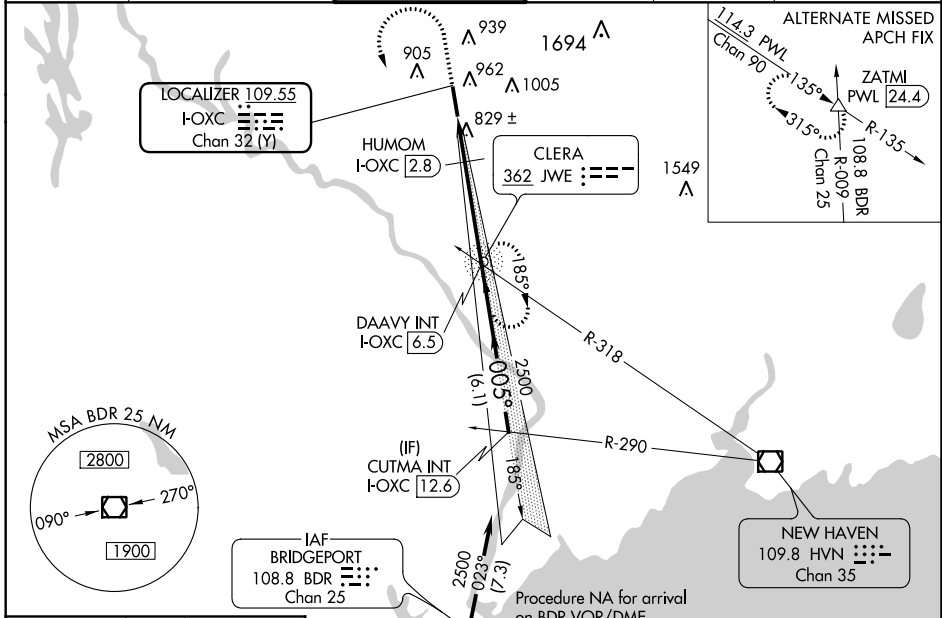 939
905
1694
962
1005
829 ±
ALTERNATE MISSED
APCH FIX
114.3 PWL
Chan 90
135°
315°
ZATMI
PWL 24.4
R-135
108.8 BDR
R-009
Chan 25
LOCALIZER 109.55
I-OXC
Chan 32 (Y)
HUMOM
I-OXC 2.8
CLERA
362 JWE
1549
185°
DAAVY INT
I-OXC 6.5
R-318
2500
005°
(6.1)
R-290
(IF)
CUTMA INT
I-OXC 12.6
185°
MSA BDR 25 NM
2800
090°
270°
1900
NEW HAVEN
109.8 HVN
Chan 35
IAF
BRIDGEPORT
108.8 BDR
Chan 25
2500
023°
(7.3)
Procedure NA for arrival
on BDR VOR/DME